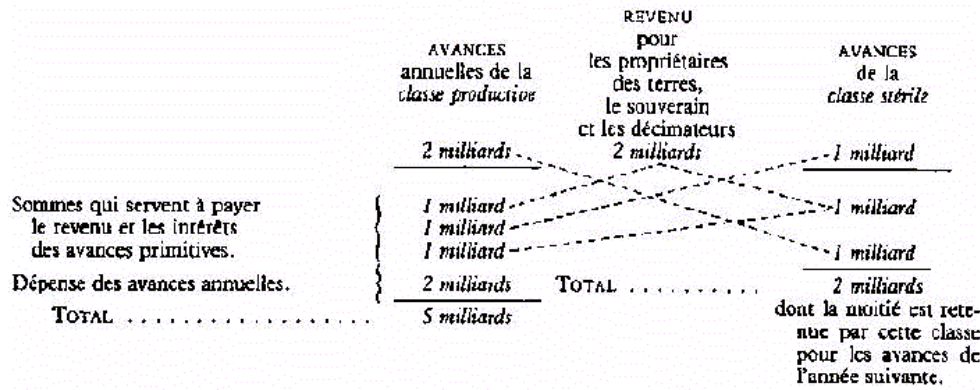 REVENU
pour
les propriétaires
des terres,
le souverain
et les décimateurs
2 milliards
AVANCES
annuelles de la
classe productive
AVANCES
de la
classe stérile
2 milliards
1 milliard
Sommes qui servent à payer
le revenu et les intérêts
des avances primitives.
1 milliard
1 milliard
1 milliard
1 milliard
1 milliard
Dépense des avances annuelles.
2 milliards
TOTAL . . . . . . . . . . . . . . . . . .
5 milliards
TOTAL . . . . . . . . .
2 milliards
dont la moitié est rete-
nue par cette classe
pour les avances de
l'année suivante.